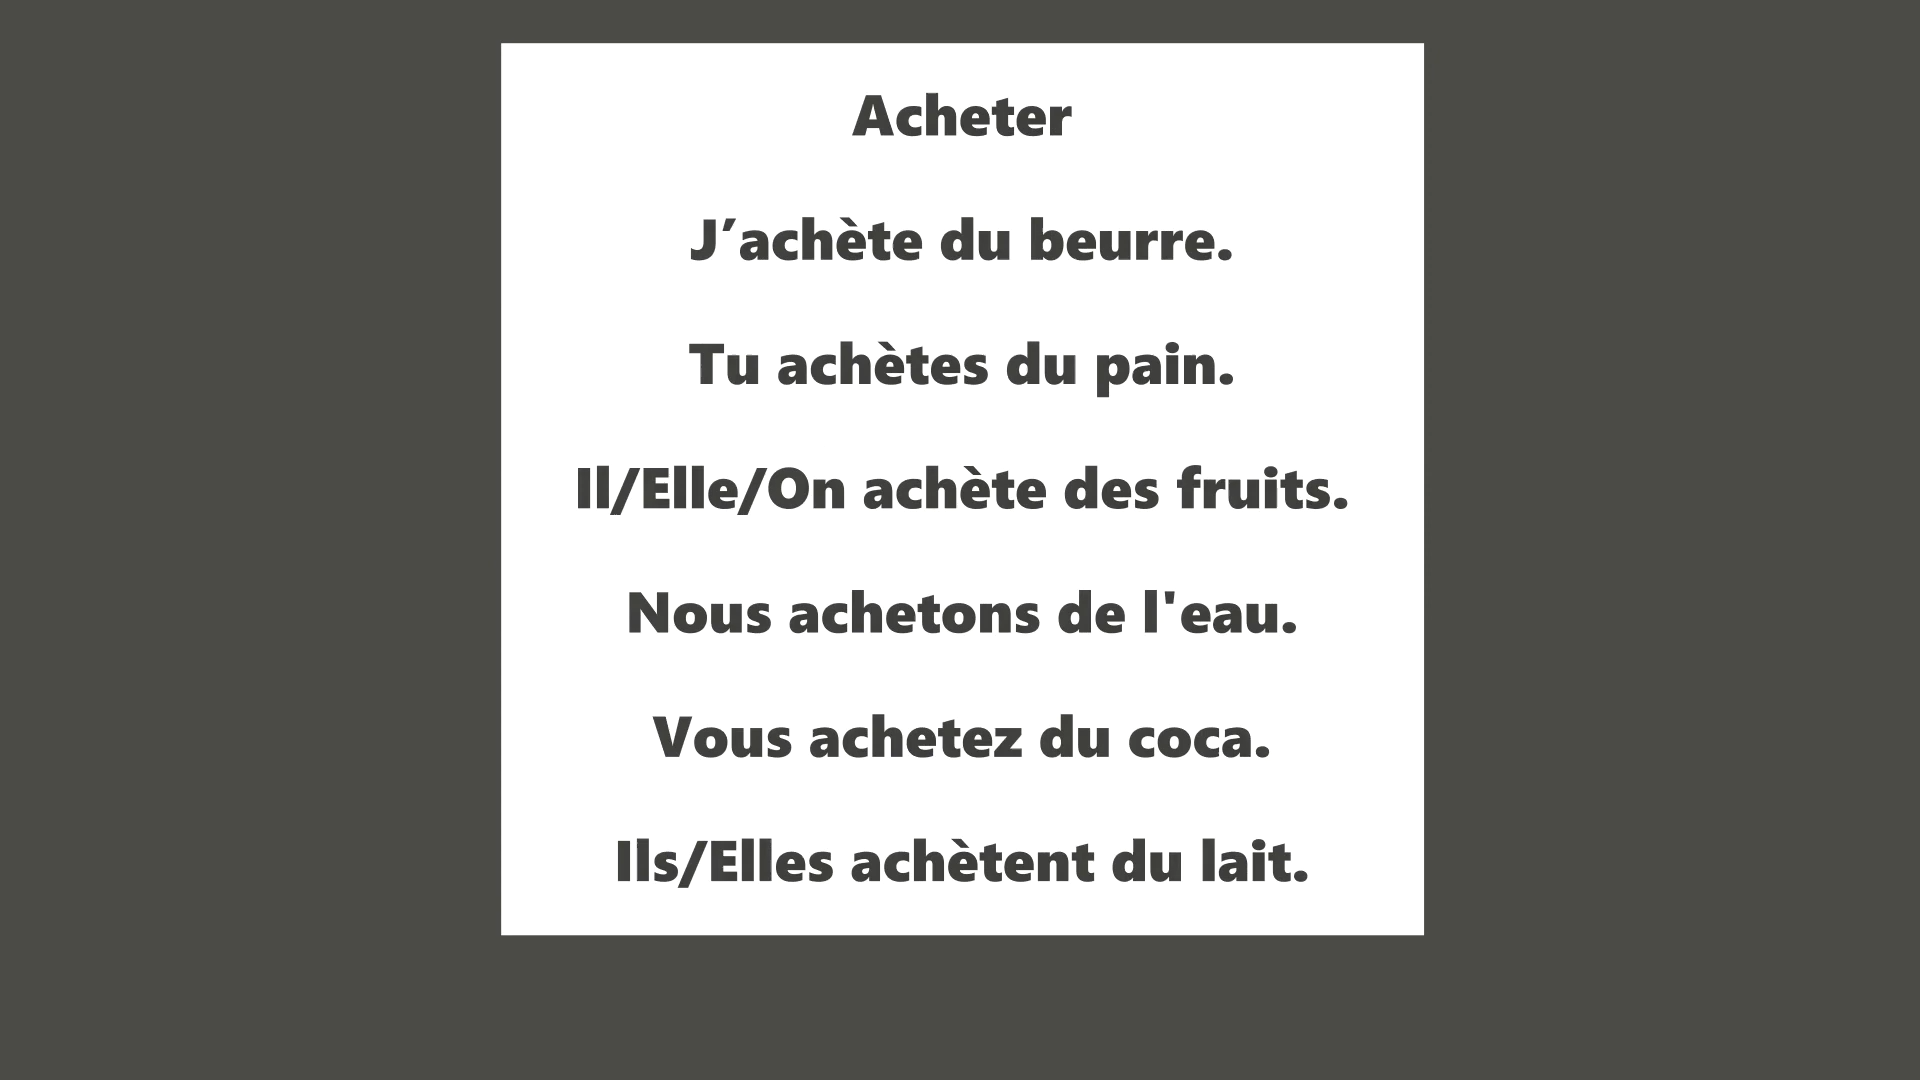 Acheter
J’achète du beurre.
Tu achètes du pain.
Il/Elle/On achète des fruits.
Nous achetons de l'eau.
Vous achetez du coca.
Ils/Elles achètent du lait.